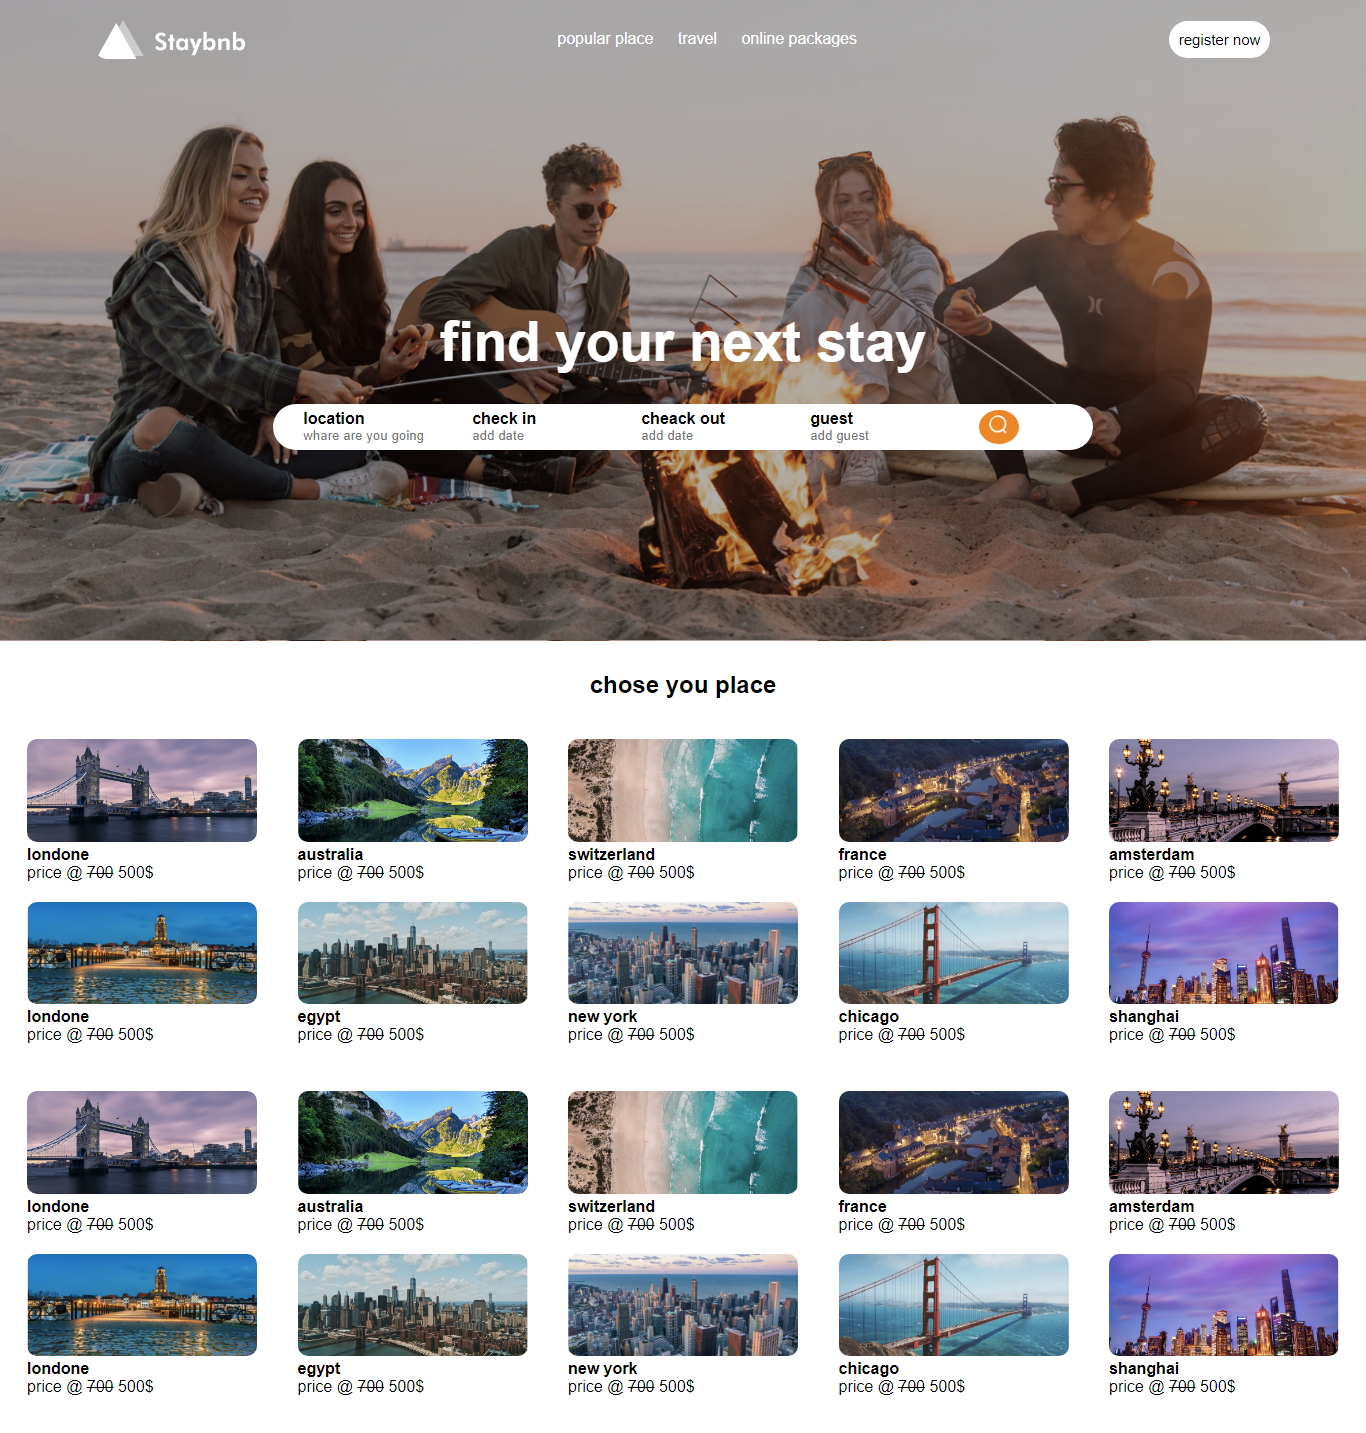 Staybnb
popular place travel online packages
register now
find your next stay
location check in cheack out guest
whare are you going add date add date add guest
chose you place
londone australia switzerland france amsterdam
price @ 700 500$ price @ 700 500$ price @ 700 500$ price @ 700 500$ price @ 700 500$
londone egypt new york chicago shanghai
price @ 700 500$ price @ 700 500$ price @ 700 500$ price @ 700 500$ price @ 700 500$
londone australia switzerland france amsterdam
price @ 700 500$ price @ 700 500$ price @ 700 500$ price @ 700 500$ price @ 700 500$
londone egypt new york chicago shanghai
price @ 700 500$ price @ 700 500$ price @ 700 500$ price @ 700 500$ price @ 700 500$